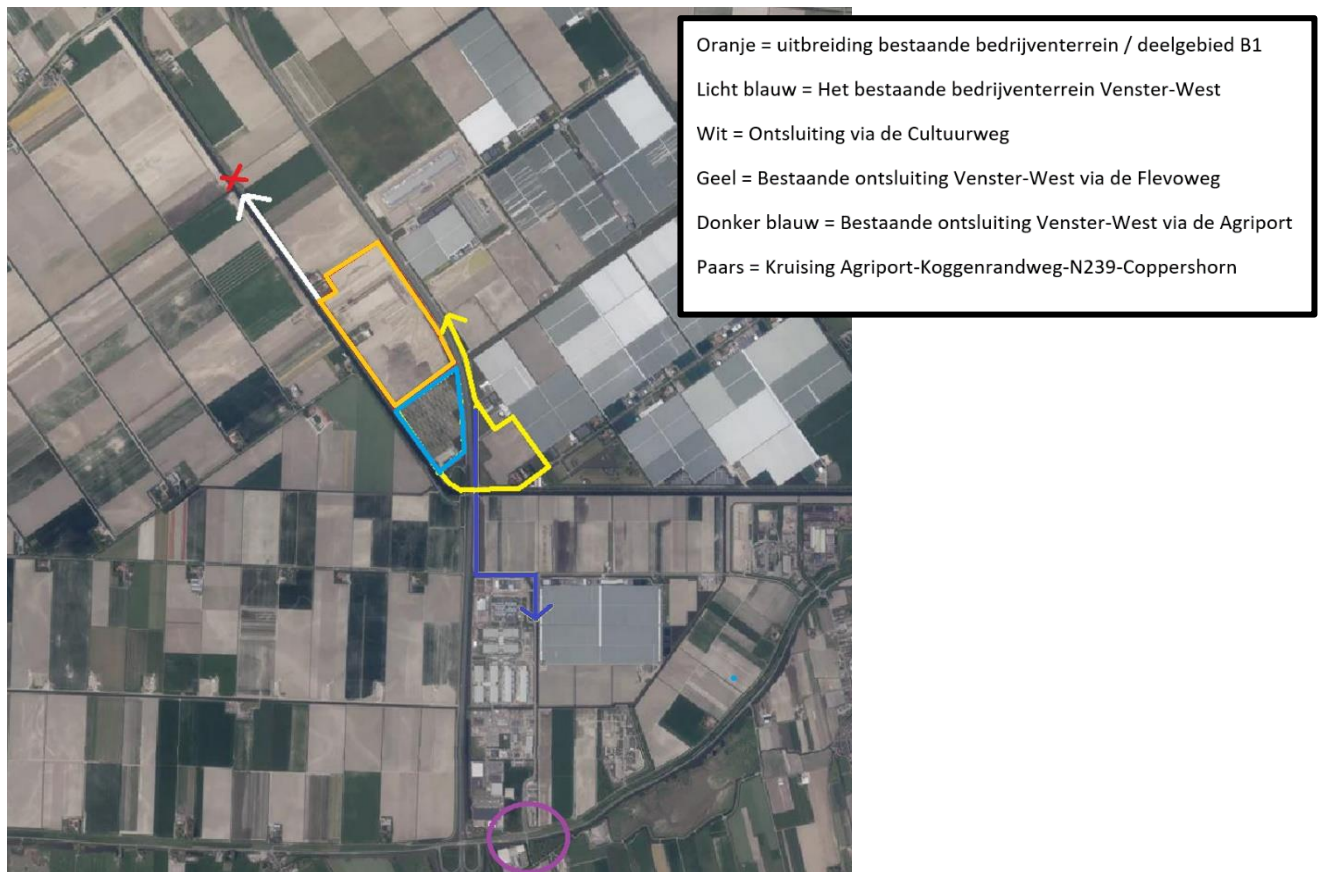 Oranje = uitbreiding bestaande bedrijventerrein / deelgebied B1
Licht blauw = Het bestaande bedrijventerrein Venster-West
Wit = Ontsluiting via de Cultuurweg
Geel = Bestaande ontsluiting Venster-West via de Flevoweg
Donker blauw = Bestaande ontsluiting Venster-West via de Agriport
Paars = Kruising Agriport-Koggenrandweg-N239-Coppershorn